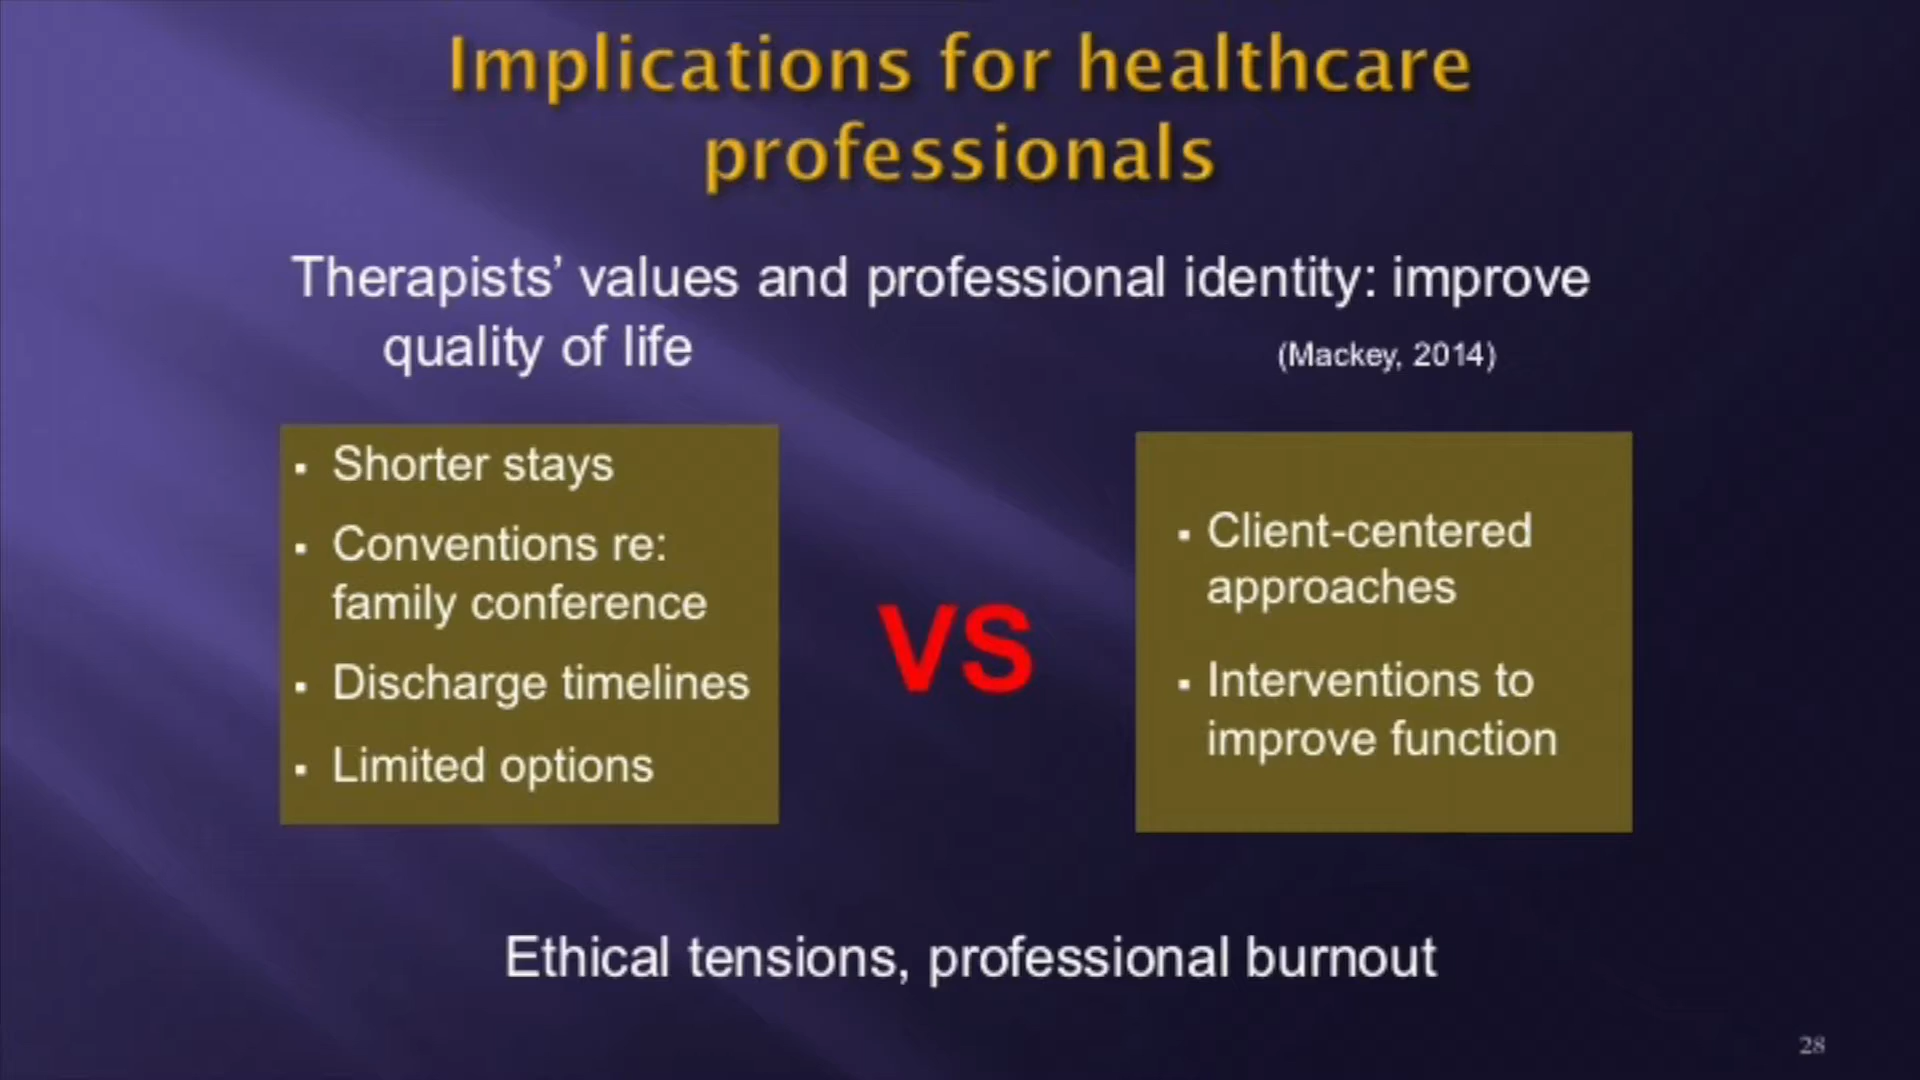 Implications for healthcare
professionals
Therapists’ values and professional identity: improve
quality of life (Mackey, 2014)
▪ Shorter stays
▪ Conventions re:
family conference
▪ Discharge timelines
▪ Limited options
VS
▪ Client-centered
approaches
▪ Interventions to
improve function
Ethical tensions, professional burnout
28